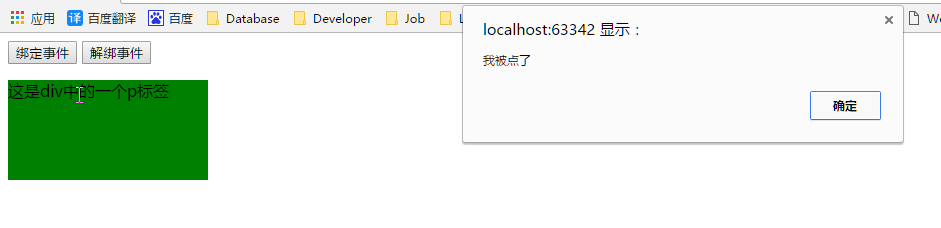 应用 百度翻译 百度 Database Developer Job
localhost:63342 显示：
我被点了
确定
绑定事件 解绑事件
这是div中的一个p标签